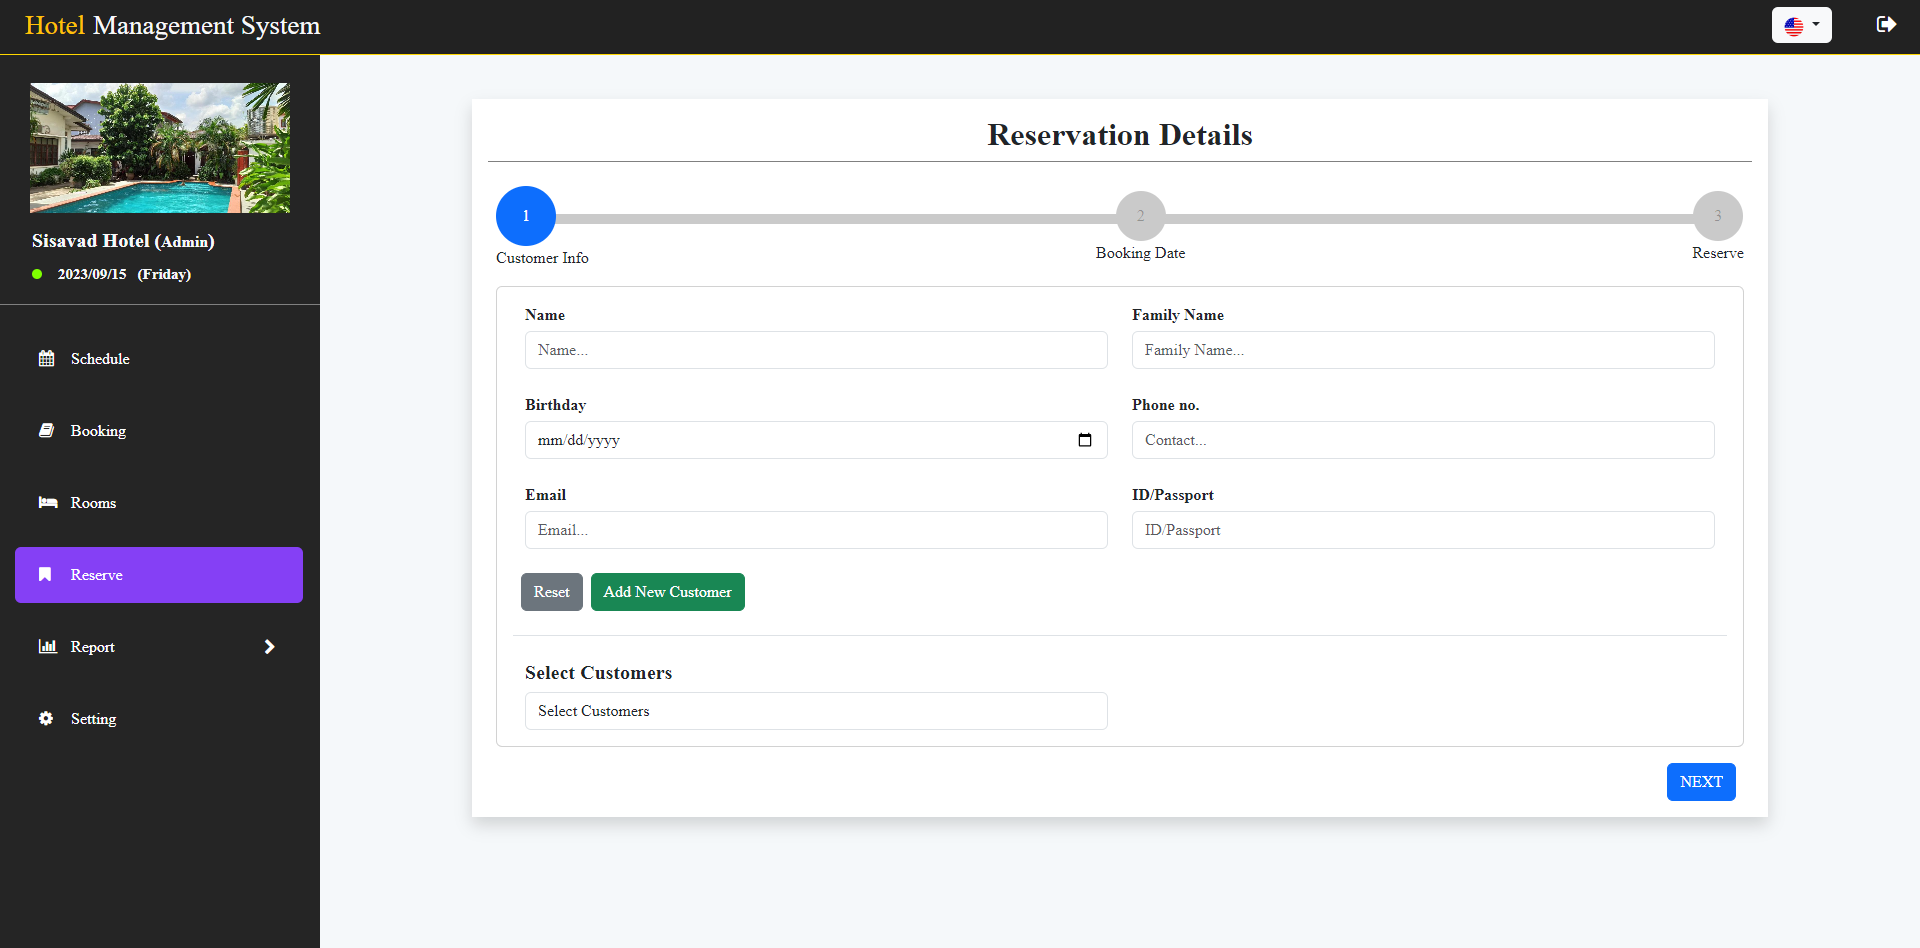 Hotel Management System
Sisavad Hotel (Admin)
2023/09/15 (Friday)
Schedule
Booking
Rooms
Reserve
Report
Setting
Reservation Details
1
2
3
Customer Info
Booking Date
Reserve
Name
Family Name
Name...
Family Name...
Birthday
Phone no.
mm/dd/yyyy
Contact...
Email
ID/Passport
Email...
ID/Passport
Reset
Add New Customer
Select Customers
Select Customers
NEXT